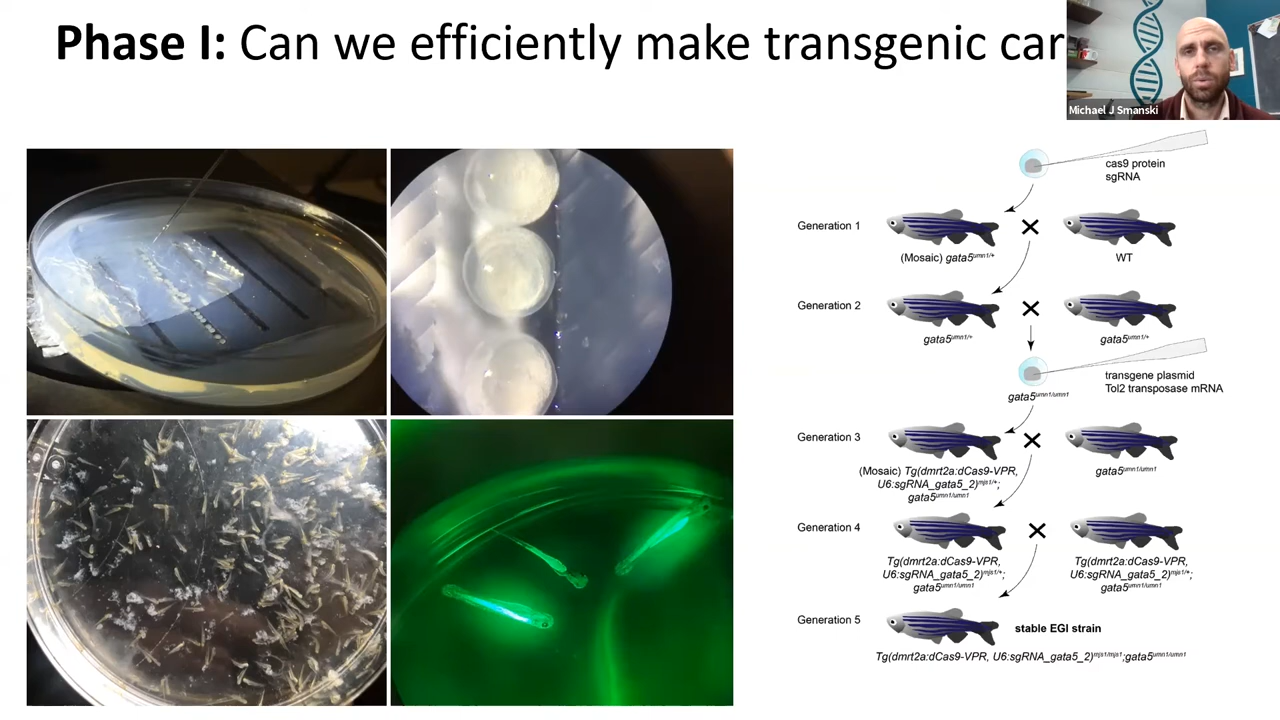 Phase I: Can we efficiently make transgenic car
Michael J Smanski
cas9 protein
sgRNA
Generation 1
(Mosaic) gata5umn1/+
WT
Generation 2
gata5umn1/+
gata5umn1/+
transgene plasmid
Tol2 transposase mRNA
gata5umn1/umn1
Generation 3
(Mosaic) Tg(dmrt2a:dCas9-VPR,
U6:sgRNA_gata5_2)mjs1/+;
gata5umn1/umn1
gata5umn1/umn1
Generation 4
Tg(dmrt2a:dCas9-VPR,
U6:sgRNA_gata5_2)mjs1/+;
gata5umn1/umn1
Tg(dmrt2a:dCas9-VPR,
U6:sgRNA_gata5_2)mjs1/+;
gata5umn1/umn1
Generation 5
stable EGI strain
Tg(dmrt2a:dCas9-VPR, U6:sgRNA_gata5_2)mjs1/mjs1;gata5umn1/umn1